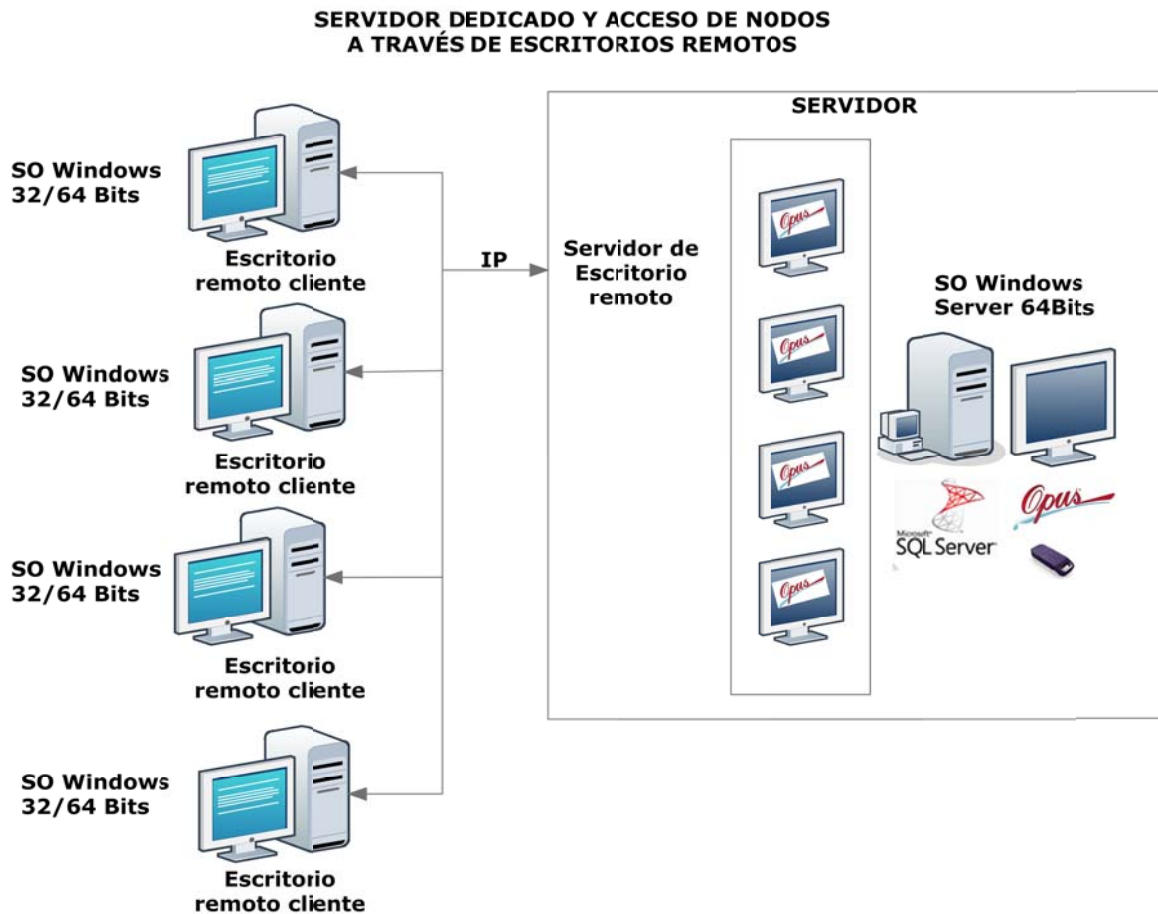 SERVIDOR DEDICADO Y ACCESO DE NODOS
A TRAVÉS DE ESCRITORIOS REMOTOS
SERVIDOR
SO Windows
32/64 Bits
Escritorio
remoto cliente
SO Windows
32/64 Bits
Escritorio
remoto cliente
SO Windows
32/64 Bits
Escritorio
remoto cliente
SO Windows
32/64 Bits
Escritorio
remoto cliente
IP
Servidor de
Escritorio
remoto
Opus
Opus
Opus
Opus
SO Windows
Server 64Bits
Microsoft
SQL Server
Opus